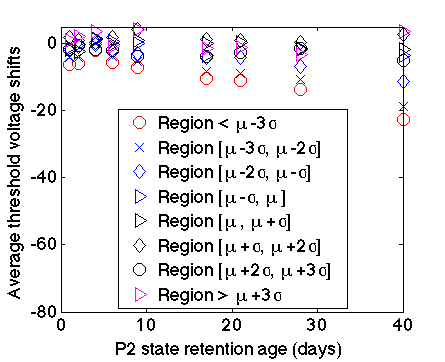 0
-20
-40
-60
-80
Average threshold voltage shifts
Region < μ-3σ
Region [μ-3σ, μ-2σ]
Region [μ-2σ, μ-σ]
Region [μ-σ, μ]
Region [μ, μ+σ]
Region [μ+σ, μ+2σ]
Region [μ+2σ, μ+3σ]
Region > μ+3σ
0 10 20 30 40
P2 state retention age (days)